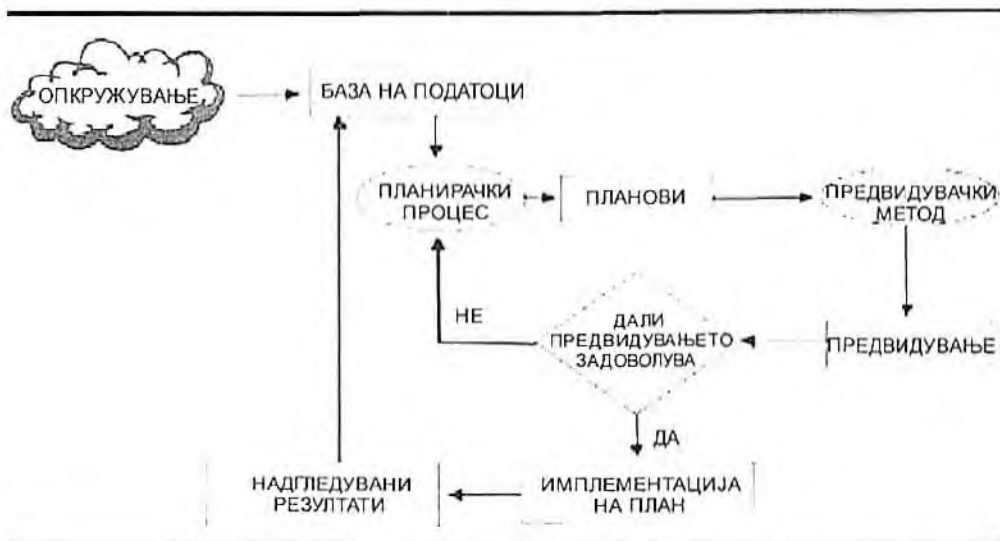 ОПКРУЖУВАЊЕ
БАЗА НА ПОДАТОЦИ
ПЛАНИРАЧКИ
ПРОЦЕС
ПЛАНОВИ
ПРЕДВИДУВАЧКИ
МЕТОД
НЕ
ДАЛИ
ПРЕДВИДУВАЊЕТО
ЗАДОВОЛУВА
ПРЕДВИДУВАЊЕ
ДА
НАДГЛЕДУВАНИ
РЕЗУЛТАТИ
ИМПЛЕМЕНТАЦИЈА
НА ПЛАН